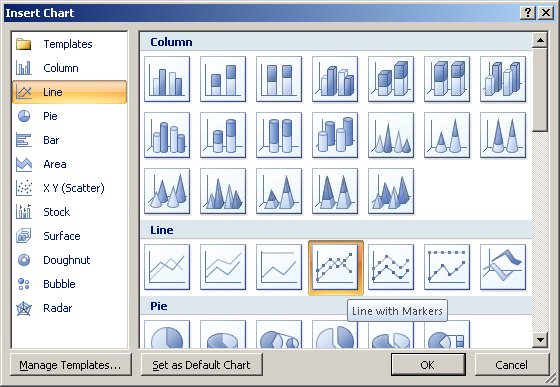 Insert Chart
Templates
Column
Line
Pie
Bar
Area
X Y (Scatter)
Stock
Surface
Doughnut
Bubble
Radar
Column
Line
Line with Markers
Pie
Manage Templates...
Set as Default Chart
OK
Cancel